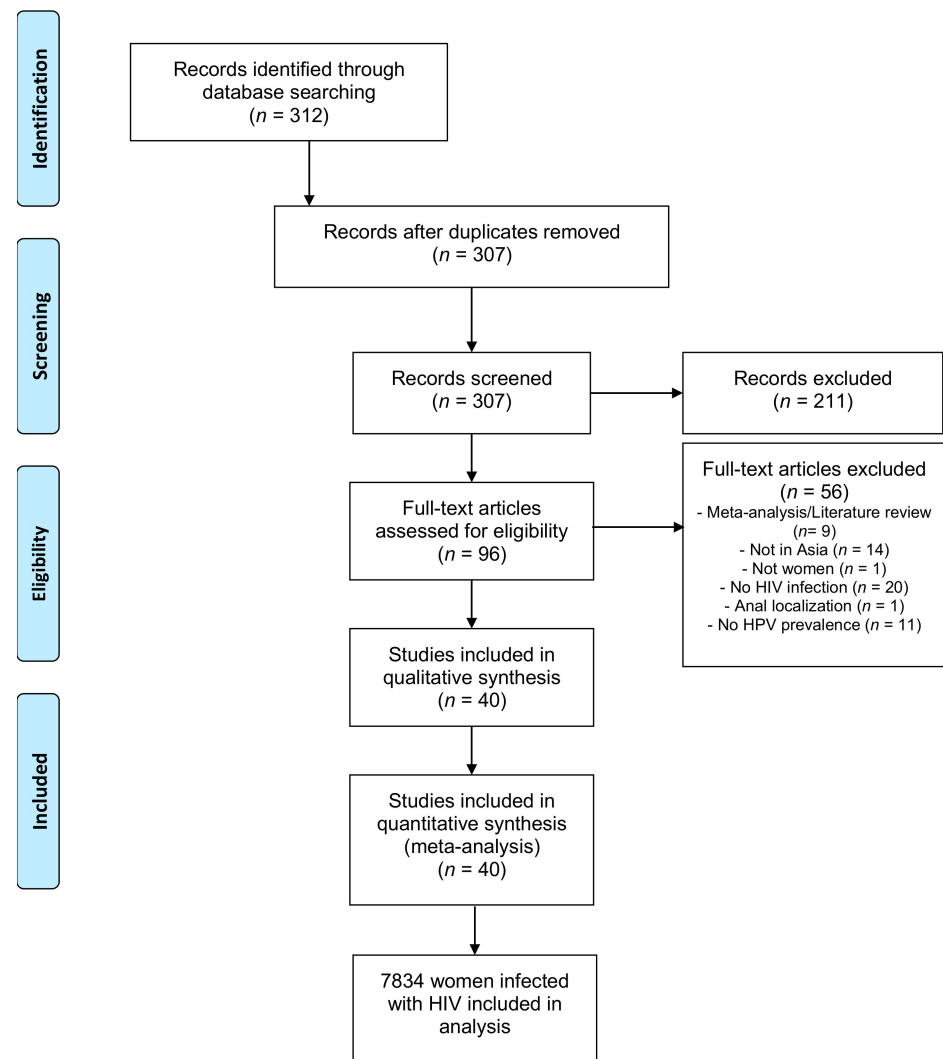 Identification
Records identified through
database searching
(n = 312)
Records after duplicates removed
(n = 307)
Screening
Records screened
(n = 307)
Records excluded
(n = 211)
Eligibility
Full-text articles
assessed for eligibility
(n = 96)
Full-text articles excluded
(n = 56)
- Meta-analysis/Literature review
(n= 9)
- Not in Asia (n = 14)
- Not women (n = 1)
- No HIV infection (n = 20)
- Anal localization (n = 1)
- No HPV prevalence (n = 11)
Studies included in
qualitative synthesis
(n = 40)
Included
Studies included in
quantitative synthesis
(meta-analysis)
(n = 40)
7834 women infected
with HIV included in
analysis